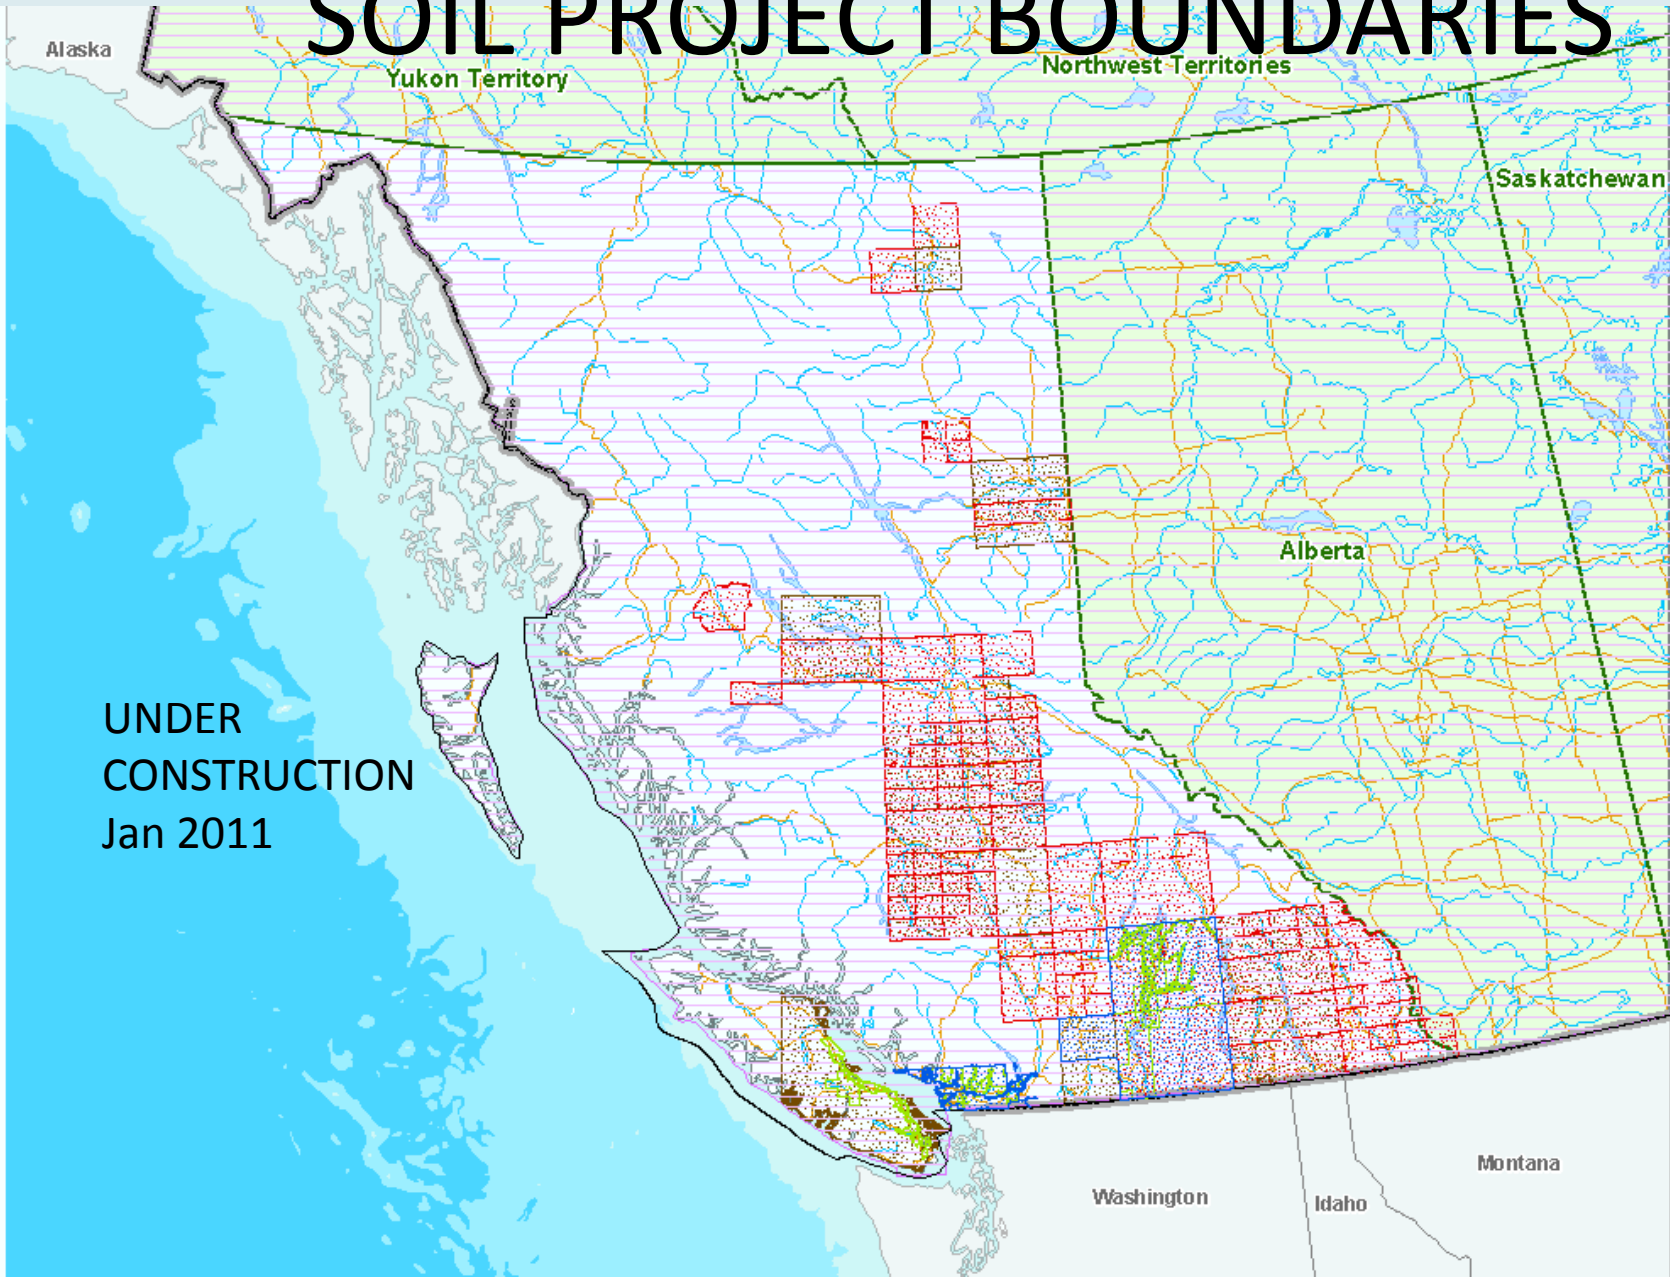 SOIL PROJECT BOUNDARIES
Alaska
Yukon Territory
Northwest Territories
Saskatchewan
Alberta
UNDER
CONSTRUCTION
Jan 2011
Montana
Washington
Idaho